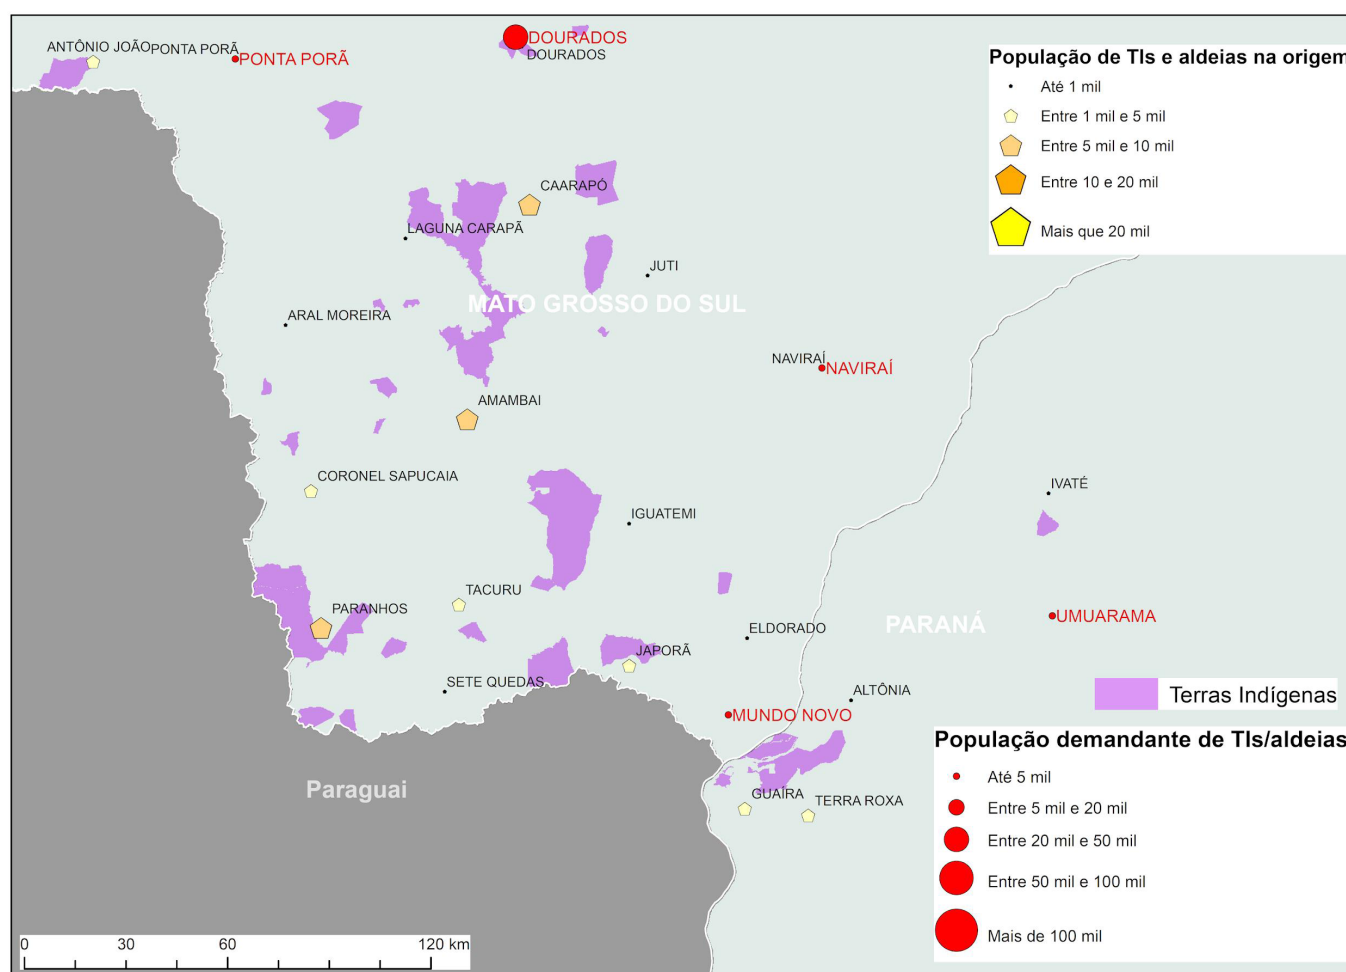 ANTÔNIO JOÃO
PONTA PORÃ
PONTA PORÃ
DOURADOS
DOURADOS
População de TIs e aldeias na origem
Até 1 mil
Entre 1 mil e 5 mil
Entre 5 mil e 10 mil
Entre 10 e 20 mil
Mais que 20 mil
CAARAPÓ
LAGUNA CARAPÃ
JUTI
MATO GROSSO DO SUL
ARAL MOREIRA
NAVIRAÍ
NAVIRAÍ
AMAMBAI
CORONEL SAPUCAIA
IVATÉ
IGUATEMI
TACURU
PARANHOS
UMUARAMA
PARANÁ
ELDORADO
JAPORÃ
SETE QUEDAS
ALTÔNIA
Terras Indígenas
MUNDO NOVO
População demandante de TIs/aldeias
Até 5 mil
Entre 5 mil e 20 mil
Entre 20 mil e 50 mil
Entre 50 mil e 100 mil
Mais de 100 mil
Paraguai
GUAÍRA
TERRA ROXA
0 30 60 120 km